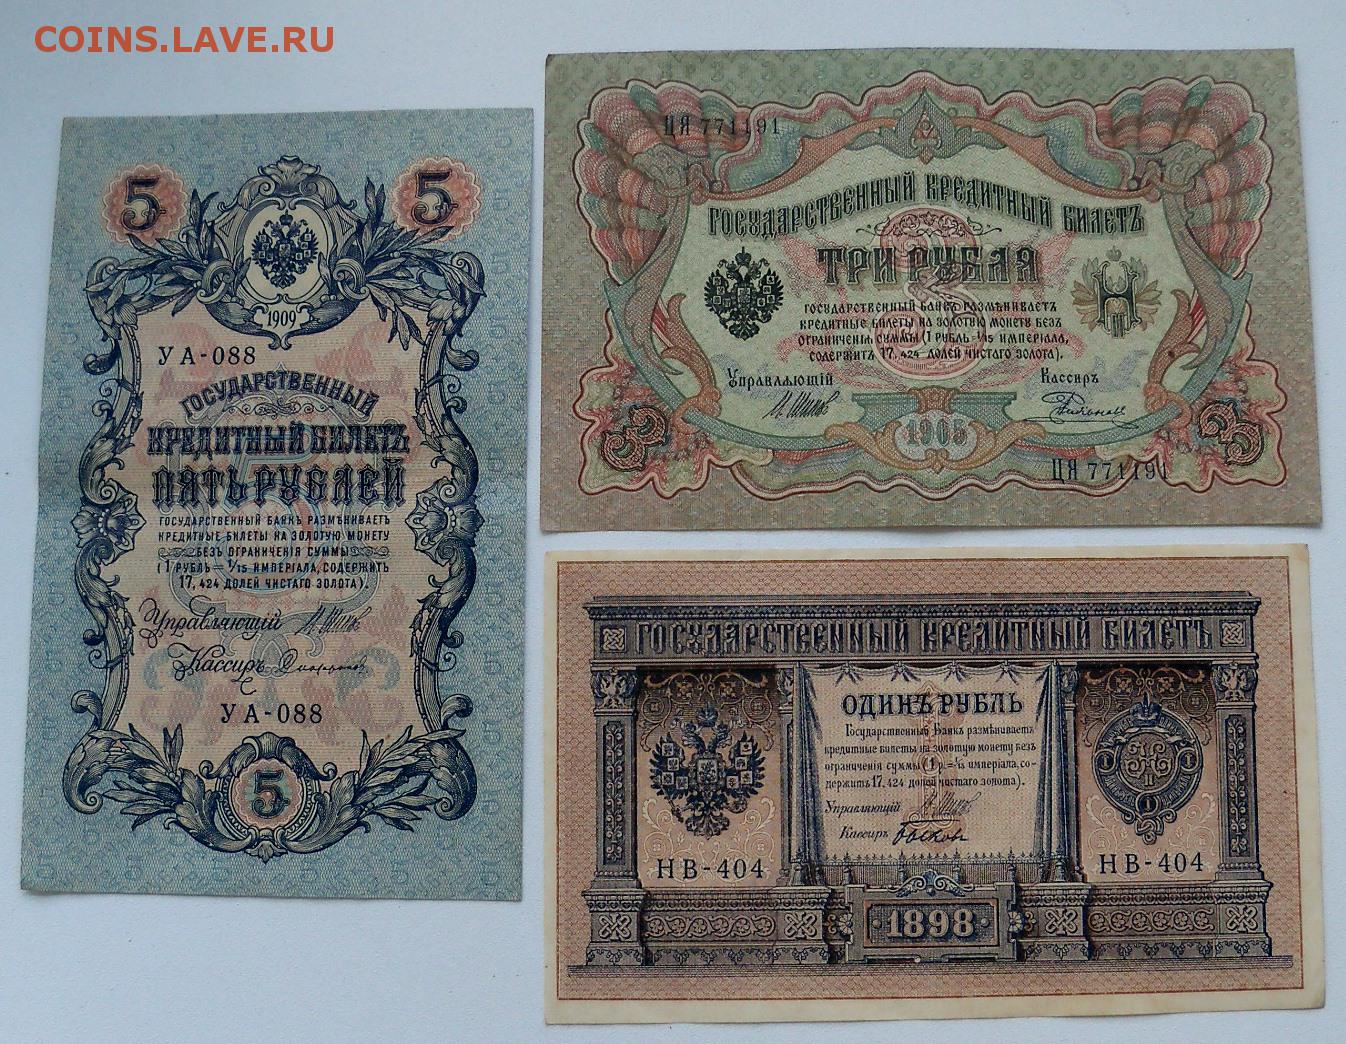 COINS.LAVE.RU
5 5
1909
УА-088
ГОСУДАРСТВЕННЫЙ
КРЕДИТНЫЙ БИЛЕТЪ
ПЯТЬ РУБЛЕЙ
ГОСУДАРСТВЕННЫЙ БАНКЪ РАЗМѢНИВАЕТЪ
КРЕДИТНЫЕ БИЛЕТЫ НА ЗОЛОТУЮ МОНЕТУ
БЕЗЪ ОГРАНИЧЕНІЯ СУММЫ
(1 РУБЛЬ = 1/15 ИМПЕРІАЛА, СОДЕРЖИТЪ
17,424 ДОЛЕЙ ЧИСТАГО ЗОЛОТА).
Управляющій
Кассиръ
УА-088
5
ЦЯ 771191
ГОСУДАРСТВЕННЫЙ КРЕДИТНЫЙ БИЛЕТЪ
ТРИ РУБЛЯ
ГОСУДАРСТВЕННЫЙ БАНКЪ РАЗМѢНИВАЕТЪ
КРЕДИТНЫЕ БИЛЕТЫ НА ЗОЛОТУЮ МОНЕТУ БЕЗЪ
ОГРАНИЧЕНІЯ СУММЫ (1 РУБЛЬ = 1/15 ИМПЕРІАЛА,
СОДЕРЖИТЪ 17,424 ДОЛЕЙ ЧИСТАГО ЗОЛОТА).
Н
II
Управляющій Кассиръ
3 1905 3
ЦЯ 771191
ГОСУДАРСТВЕННЫЙ КРЕДИТНЫЙ БИЛЕТЪ
ОДИНЪ РУБЛЬ
Государственный Банкъ размѣниваетъ
кредитные билеты на золотую монету безъ
ограниченія суммы (1 р. = 1/15 имперіала, со-
держитъ 17,424 долей чистаго золота).
Управляющій
Кассиръ
1 1
1
НВ-404 НВ-404
1898